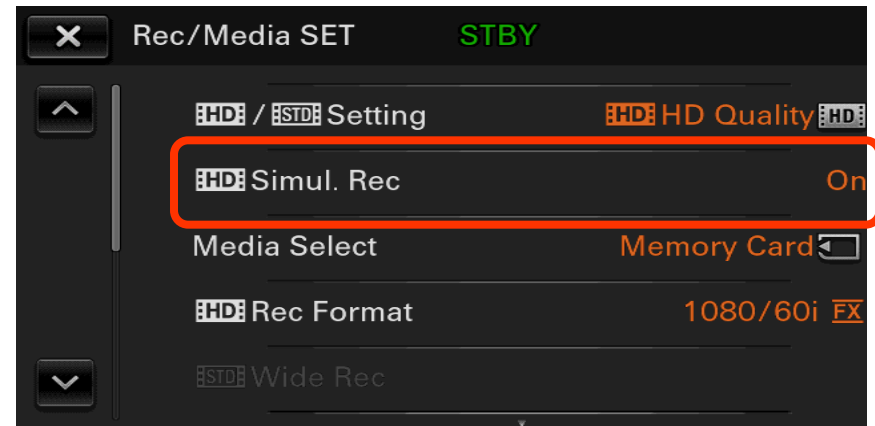 Rec/Media SET STBY
HD / STD Setting HD HD Quality HD
HD Simul. Rec On
Media Select Memory Card
HD Rec Format 1080/60i FX
STD Wide Rec